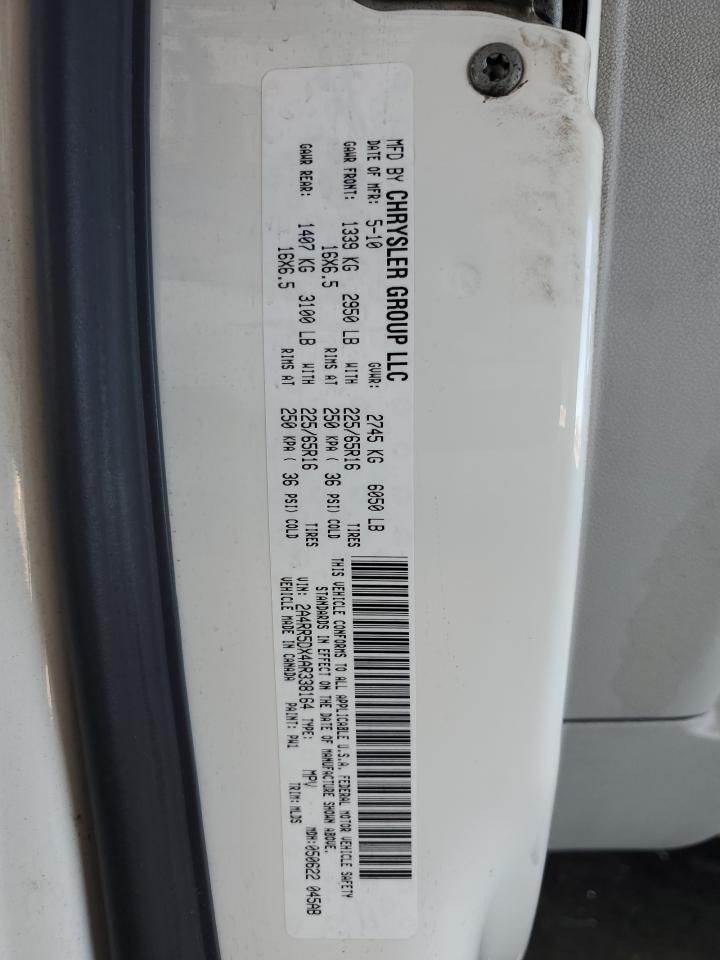 MFD BY CHRYSLER GROUP LLC
DATE OF MFR: 5-10 GVWR: 2745 KG 6050 LB
GAWR FRONT: 1339 KG 2950 LB WITH 225/65R16 TIRES
16X6.5 RIMS AT 250 KPA ( 36 PSI) COLD
GAWR REAR: 1407 KG 3100 LB WITH 225/65R16 TIRES
16X6.5 RIMS AT 250 KPA ( 36 PSI) COLD
THIS VEHICLE CONFORMS TO ALL APPLICABLE U.S.A. FEDERAL MOTOR VEHICLE SAFETY
STANDARDS IN EFFECT ON THE DATE OF MANUFACTURE SHOWN ABOVE.
VIN: 2A4RR5DX4AR338164 TYPE: MPV MDH:050622 045AB
VEHICLE MADE IN CANADA PAINT: PW1 TRIM:MLDS